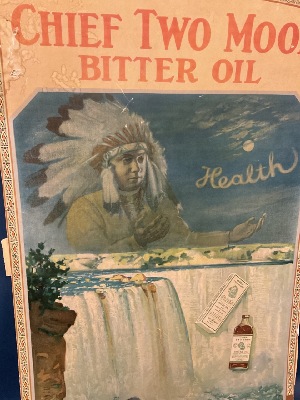 CHIEF TWO MOO
BITTER OIL
Health